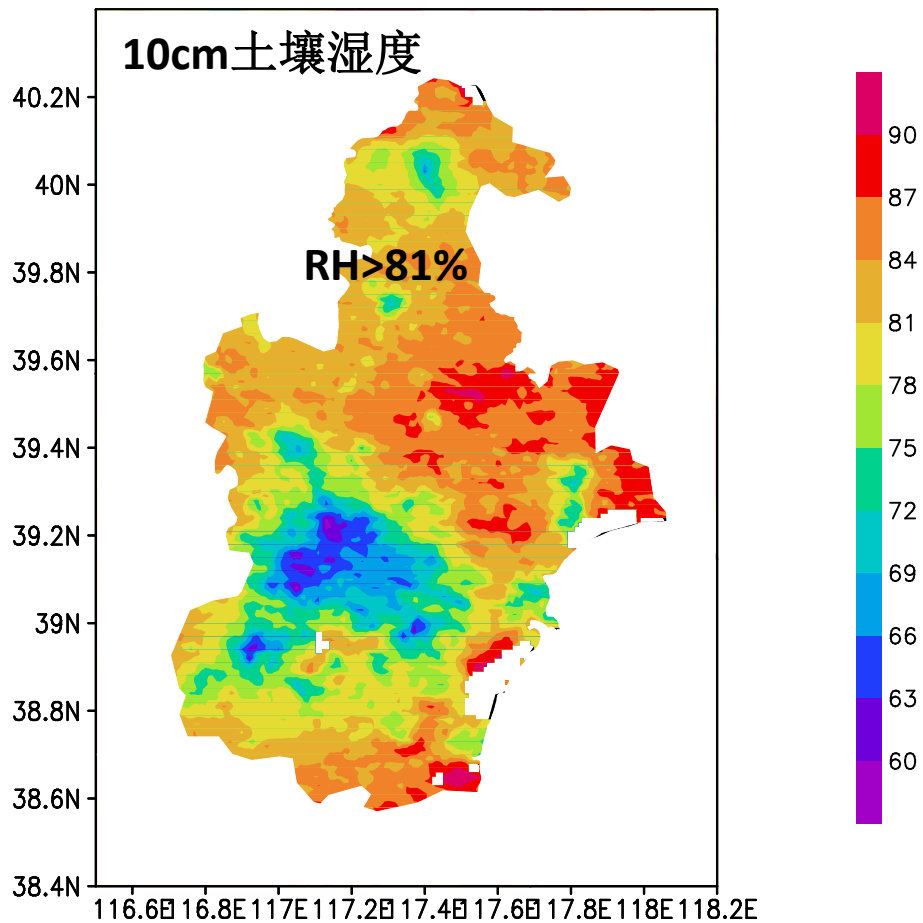 10cm土壤湿度
40.2N
40N
39.8N
39.6N
39.4N
39.2N
39N
38.8N
38.6N
38.4N
RH>81%
90
87
84
81
78
75
72
69
66
63
60
116.6E 116.8E 117E 117.2E 117.4E 117.6E 117.8E 118E 118.2E